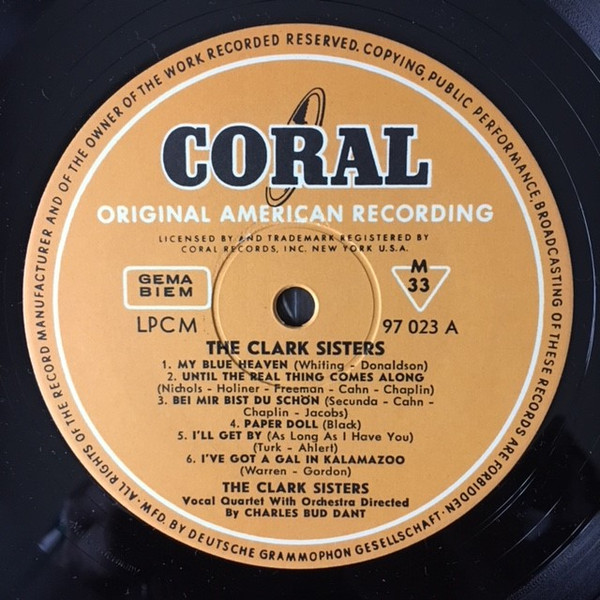 ALL RIGHTS OF THE RECORD MANUFACTURER AND OF THE OWNER OF THE WORK RECORDED RESERVED. COPYING, PUBLIC PERFORMANCE, BROADCASTING OF THESE RECORDS ARE FORBIDDEN · MFD. BY DEUTSCHE GRAMMOPHON GESELLSCHAFT ·
CORAL
ORIGINAL AMERICAN RECORDING
LICENSED BY AND TRADEMARK REGISTERED BY
CORAL RECORDS, INC. NEW YORK U.S.A.
GEMA
BIEM
M
33
LPCM
97 023 A
THE CLARK SISTERS
1. MY BLUE HEAVEN (Whiting - Donaldson)
2. UNTIL THE REAL THING COMES ALONG
(Nichols - Holiner - Freeman - Cahn - Chaplin)
3. BEI MIR BIST DU SCHÖN (Secunda - Cahn -
Chaplin - Jacobs)
4. PAPER DOLL (Black)
5. I'LL GET BY (As Long As I Have You)
(Turk - Ahlert)
6. I'VE GOT A GAL IN KALAMAZOO
(Warren - Gordon)
THE CLARK SISTERS
Vocal Quartet With Orchestra Directed
By CHARLES BUD DANT